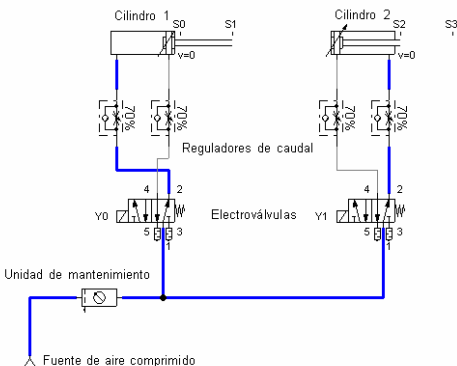 Cilindro 1
S0
S1
Cilindro 2
S2
S3
v=0
v=0
70%
70%
70%
70%
Reguladores de caudal
4
2
Y0
5
3
1
Electroválvulas
4
2
Y1
5
3
1
Unidad de mantenimiento
Fuente de aire comprimido